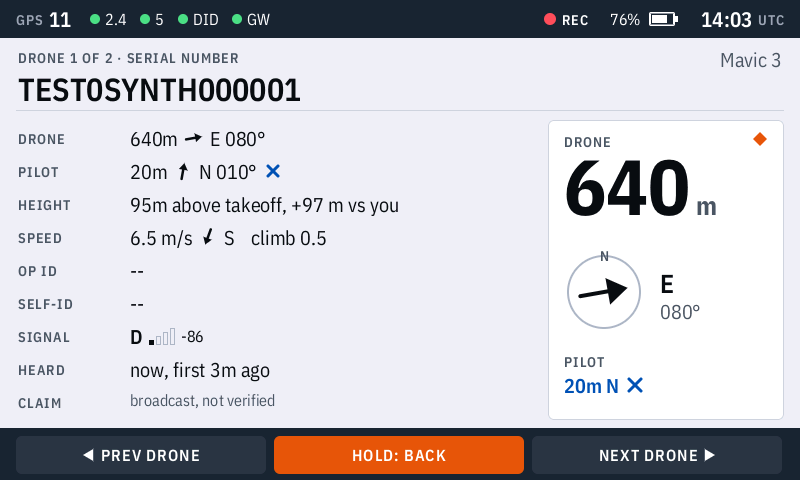 GPS 11 2.4 5 DID GW REC 76% 14:03 UTC
DRONE 1 OF 2 · SERIAL NUMBER
Mavic 3
TEST0SYNTH000001
DRONE 640m E 080°
PILOT 20m N 010°
HEIGHT 95m above takeoff, +97 m vs you
SPEED 6.5 m/s S climb 0.5
OP ID --
SELF-ID --
SIGNAL D -86
HEARD now, first 3m ago
CLAIM broadcast, not verified
DRONE
640 m
N
E
080°
PILOT
20m N
PREV DRONE HOLD: BACK NEXT DRONE